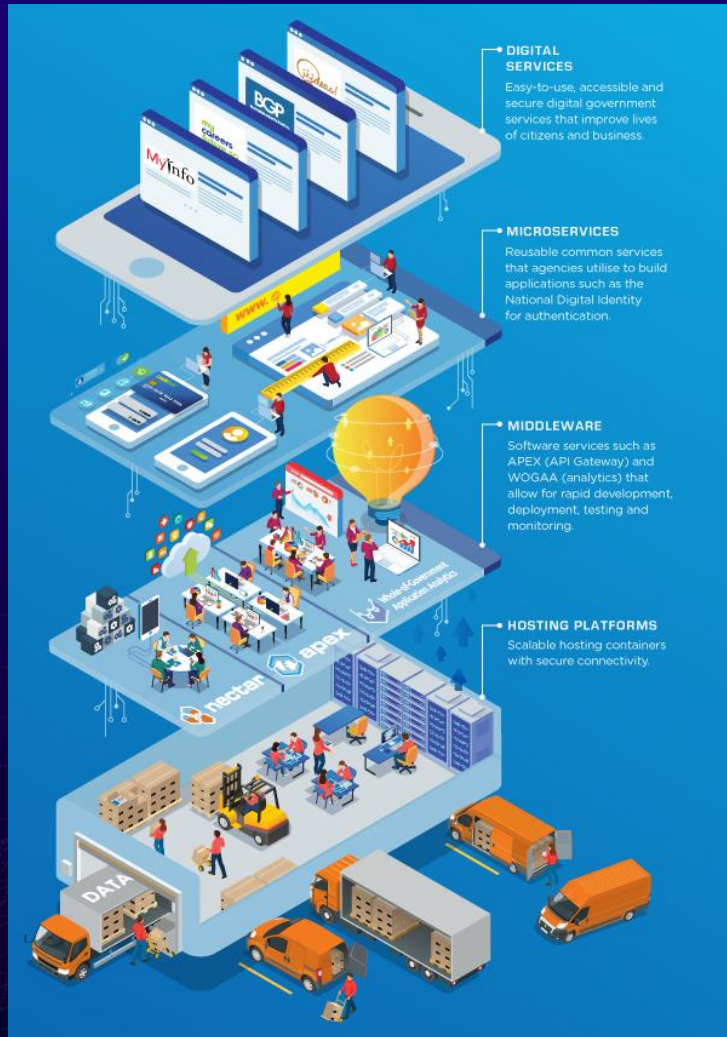 DIGITAL
SERVICES
Easy-to-use, accessible and
secure digital government
services that improve lives
of citizens and business.
ideas!
BGP
my
careers
future.sg
MyInfo
MICROSERVICES
Reusable common services
that agencies utilise to build
applications such as the
National Digital Identity
for authentication.
www.
MIDDLEWARE
Software services such as
APEX (API Gateway) and
WOGAA (analytics) that
allow for rapid development,
deployment, testing and
monitoring.
Whole-of-Government
Application Analytics
apex
nectar
HOSTING PLATFORMS
Scalable hosting containers
with secure connectivity.
DATA